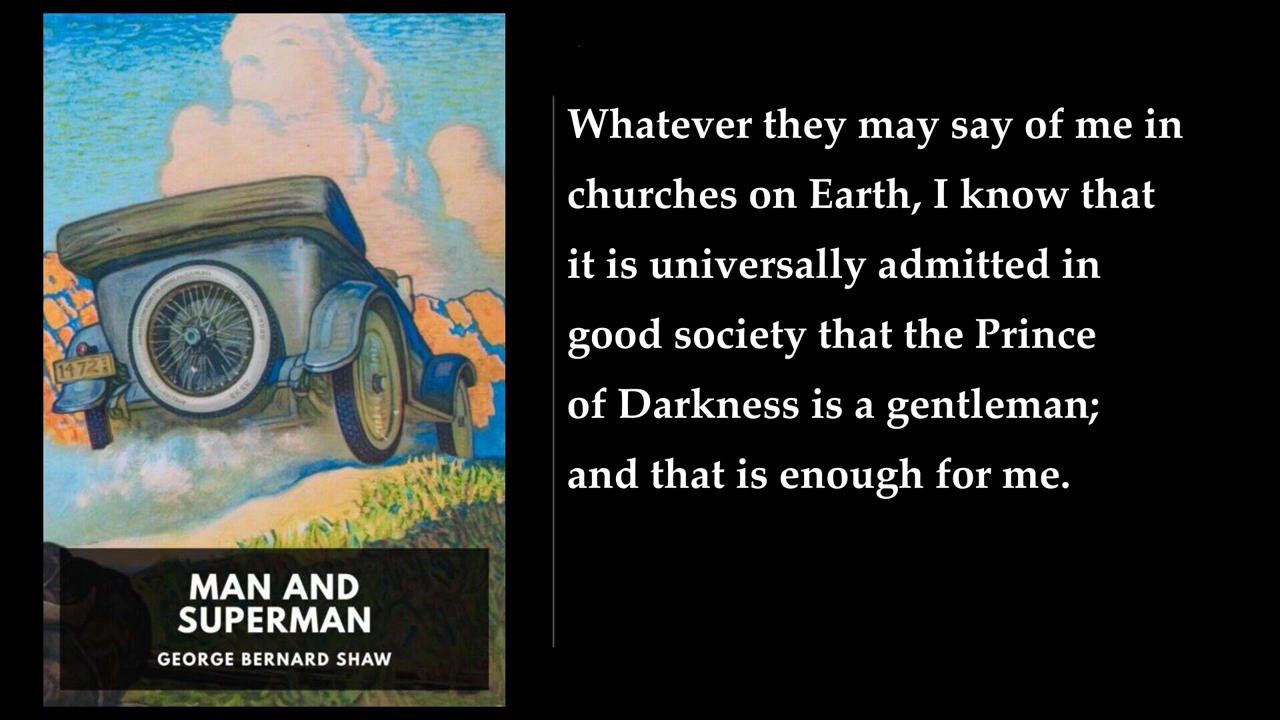 1472
MAN AND
SUPERMAN
GEORGE BERNARD SHAW
Whatever they may say of me in
churches on Earth, I know that
it is universally admitted in
good society that the Prince
of Darkness is a gentleman;
and that is enough for me.